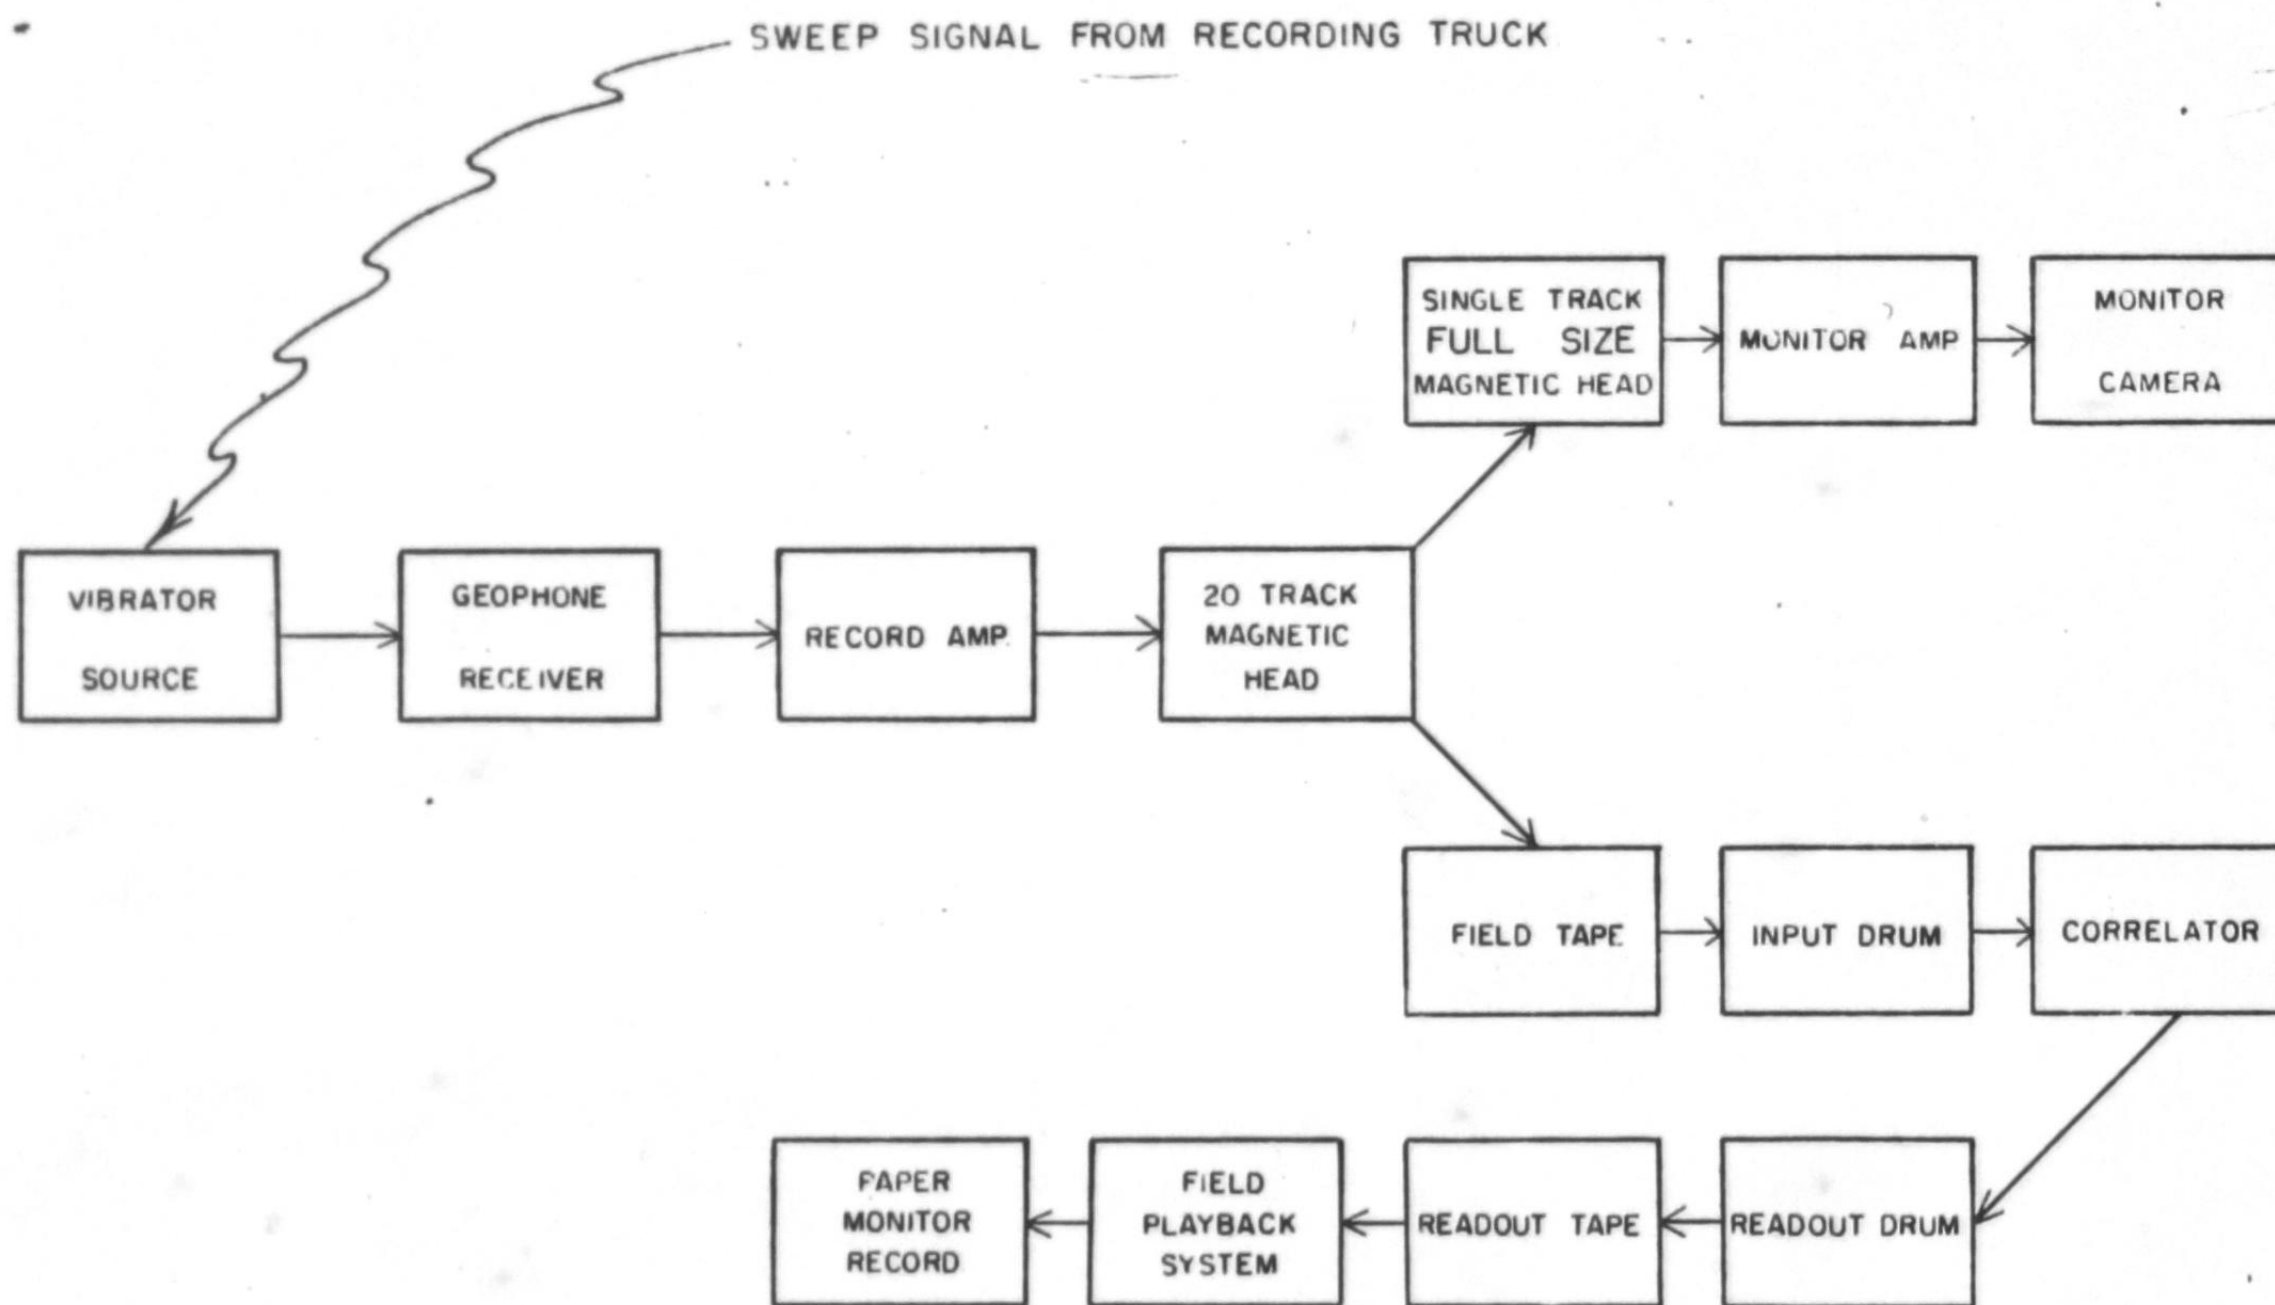 SWEEP SIGNAL FROM RECORDING TRUCK
SINGLE TRACK
FULL SIZE
MAGNETIC HEAD
MONITOR AMP
MONITOR
CAMERA
VIBRATOR
SOURCE
GEOPHONE
RECEIVER
RECORD AMP.
20 TRACK
MAGNETIC
HEAD
FIELD TAPE
INPUT DRUM
CORRELATOR
PAPER
MONITOR
RECORD
FIELD
PLAYBACK
SYSTEM
READOUT TAPE
READOUT DRUM